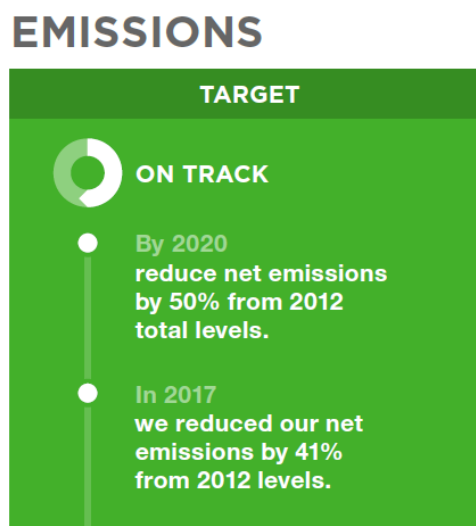 EMISSIONS
TARGET
ON TRACK
By 2020
reduce net emissions
by 50% from 2012
total levels.
In 2017
we reduced our net
emissions by 41%
from 2012 levels.